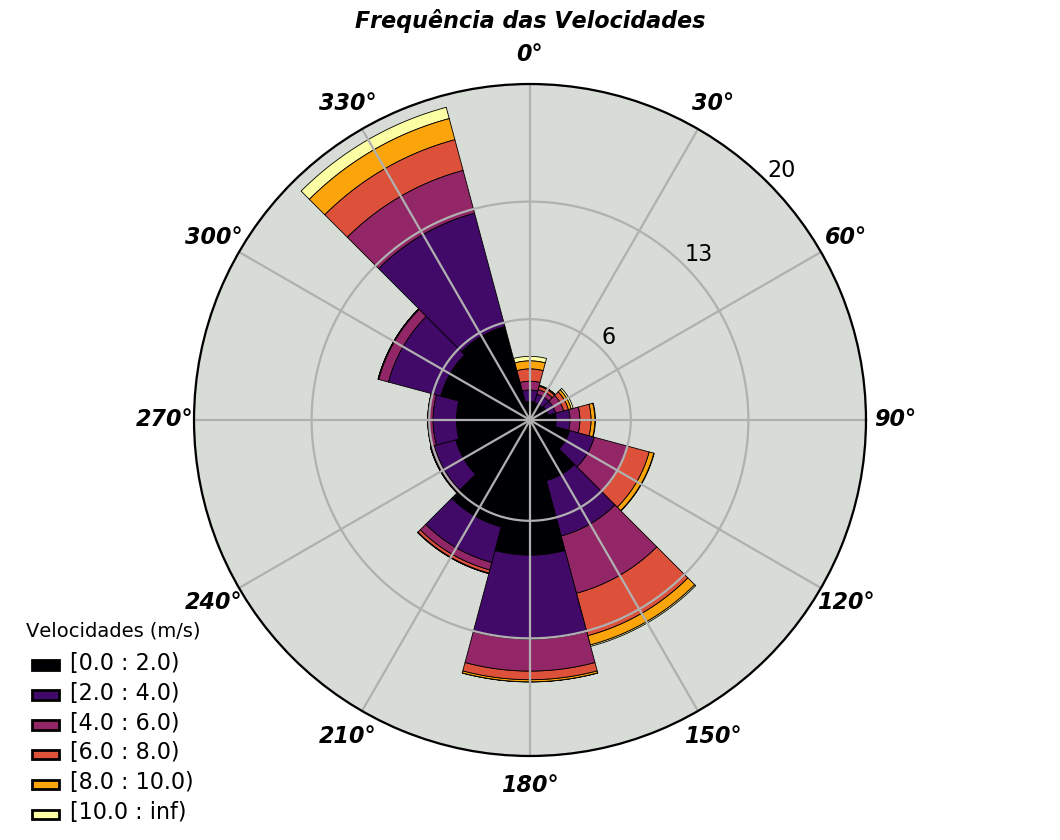 Frequência das Velocidades
0°
330°
30°
20
300°
60°
13
6
270°
90°
240°
120°
210°
150°
180°
Velocidades (m/s)
[0.0 : 2.0)
[2.0 : 4.0)
[4.0 : 6.0)
[6.0 : 8.0)
[8.0 : 10.0)
[10.0 : inf)